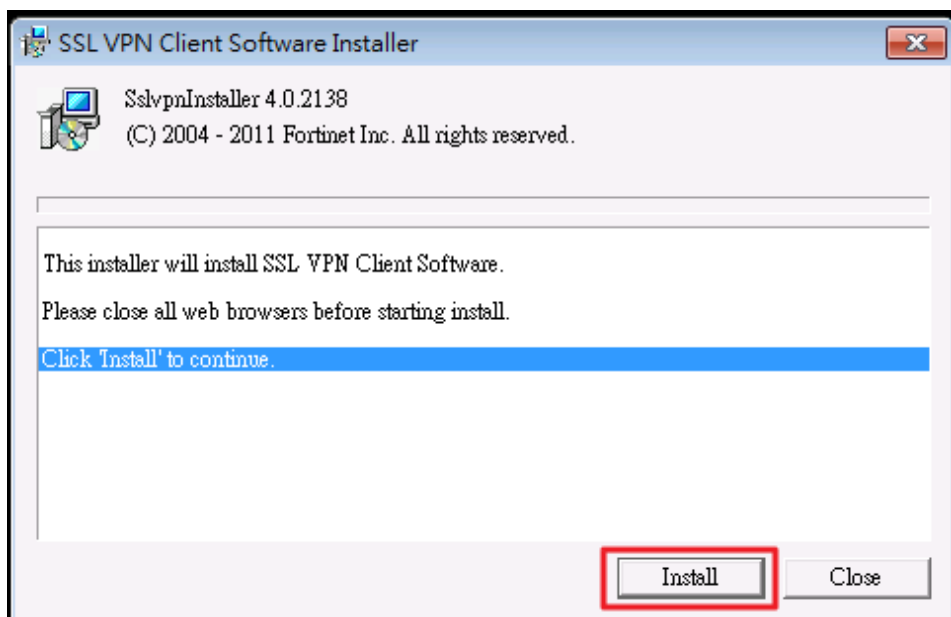 SSL VPN Client Software Installer
SslvpnInstaller 4.0.2138
(C) 2004 - 2011 Fortinet Inc. All rights reserved.
This installer will install SSL VPN Client Software.
Please close all web browsers before starting install.
Click 'Install' to continue.
Install
Close